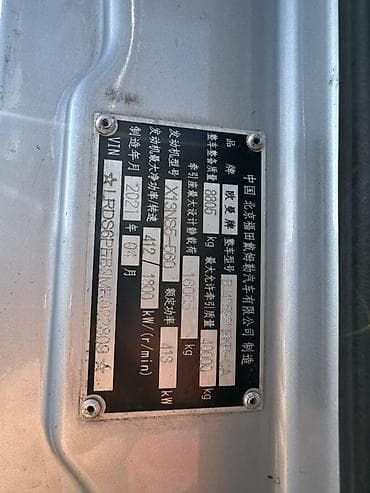 中国 北京福田戴姆勒汽车有限公司 制造
品 牌 欧曼牌 整车型号
整车整备质量 8805 kg 最大允许牵引质量 40000 kg
牵引座最大设计静载荷 kg
发动机型号 额定功率 413 kW
发动机最大净功率/转速 412/1800 kW/(r/min)
制造年月 2021 年 04 月
VIN